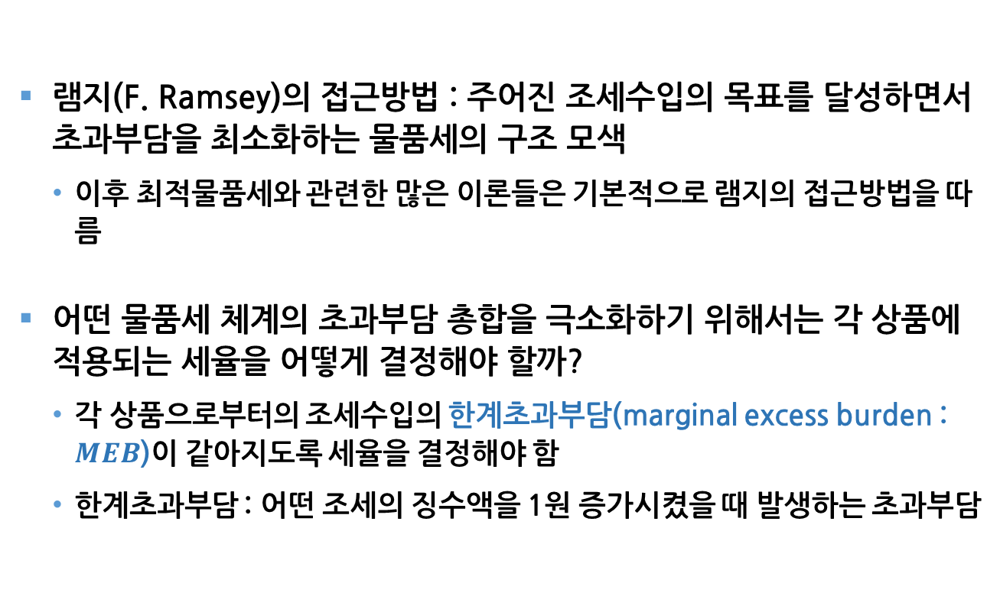 ▪ 램지(F. Ramsey)의 접근방법 : 주어진 조세수입의 목표를 달성하면서
초과부담을 최소화하는 물품세의 구조 모색
• 이후 최적물품세와 관련한 많은 이론들은 기본적으로 램지의 접근방법을 따
름
▪ 어떤 물품세 체계의 초과부담 총합을 극소화하기 위해서는 각 상품에
적용되는 세율을 어떻게 결정해야 할까?
• 각 상품으로부터의 조세수입의 한계초과부담(marginal excess burden :
MEB)이 같아지도록 세율을 결정해야 함
• 한계초과부담 : 어떤 조세의 징수액을 1원 증가시켰을 때 발생하는 초과부담